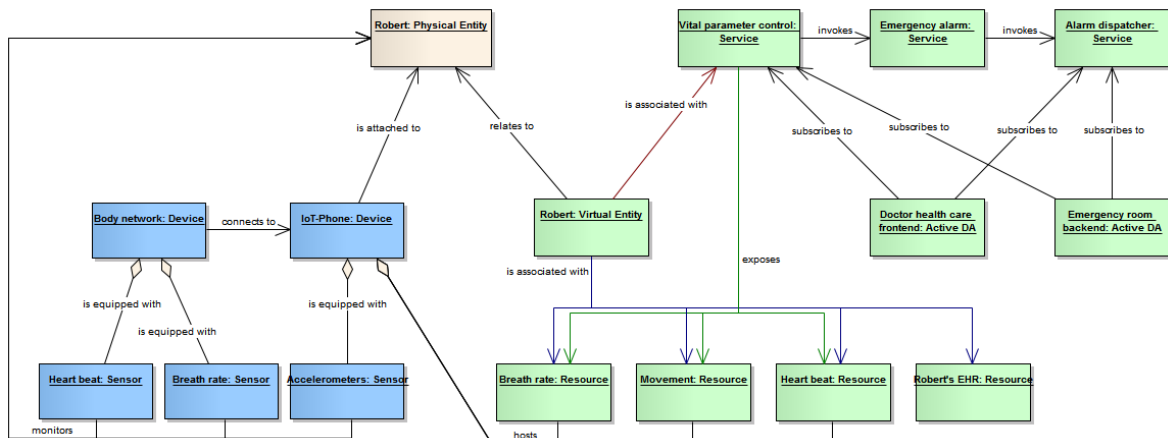 Robert: Physical Entity
Vital parameter control:
Service
invokes
Emergency alarm:
Service
invokes
Alarm dispatcher:
Service
is attached to
relates to
is associated with
subscribes to
subscribes to
subscribes to
subscribes to
Body network: Device
connects to
IoT-Phone: Device
Robert: Virtual Entity
Doctor health care
frontend: Active DA
Emergency room
backend: Active DA
is associated with
exposes
is equipped with
is equipped with
is equipped with
Heart beat: Sensor
Breath rate: Sensor
Accelerometers: Sensor
Breath rate: Resource
Movement: Resource
Heart beat: Resource
Robert's EHR: Resource
monitors
hosts